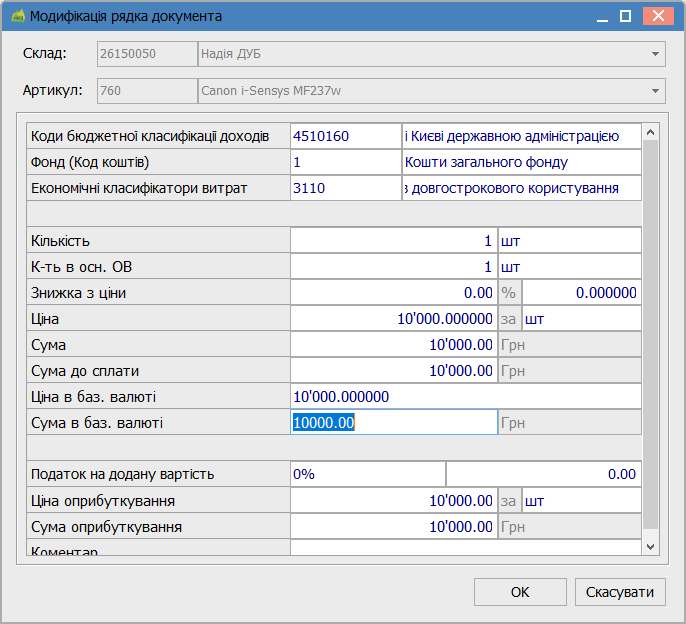 Модифікація рядка документа
Склад: 26150050 Надія ДУБ
Артикул: 760 Canon i-Sensys MF237w
Коди бюджетної класифікації доходів 4510160 і Києві державною адміністрацією
Фонд (Код коштів) 1 Кошти загального фонду
Економічні класифікатори витрат 3110 з довгострокового користування
Кількість 1 шт
К-ть в осн. ОВ 1 шт
Знижка з ціни 0.00 % 0.000000
Ціна 10'000.000000 за шт
Сума 10'000.00 Грн
Сума до сплати 10'000.00 Грн
Ціна в баз. валюті 10'000.000000
Сума в баз. валюті 10000.00 Грн
Податок на додану вартість 0% 0.00
Ціна оприбуткування 10'000.00 за шт
Сума оприбуткування 10'000.00 Грн
Коментар
OK Скасувати